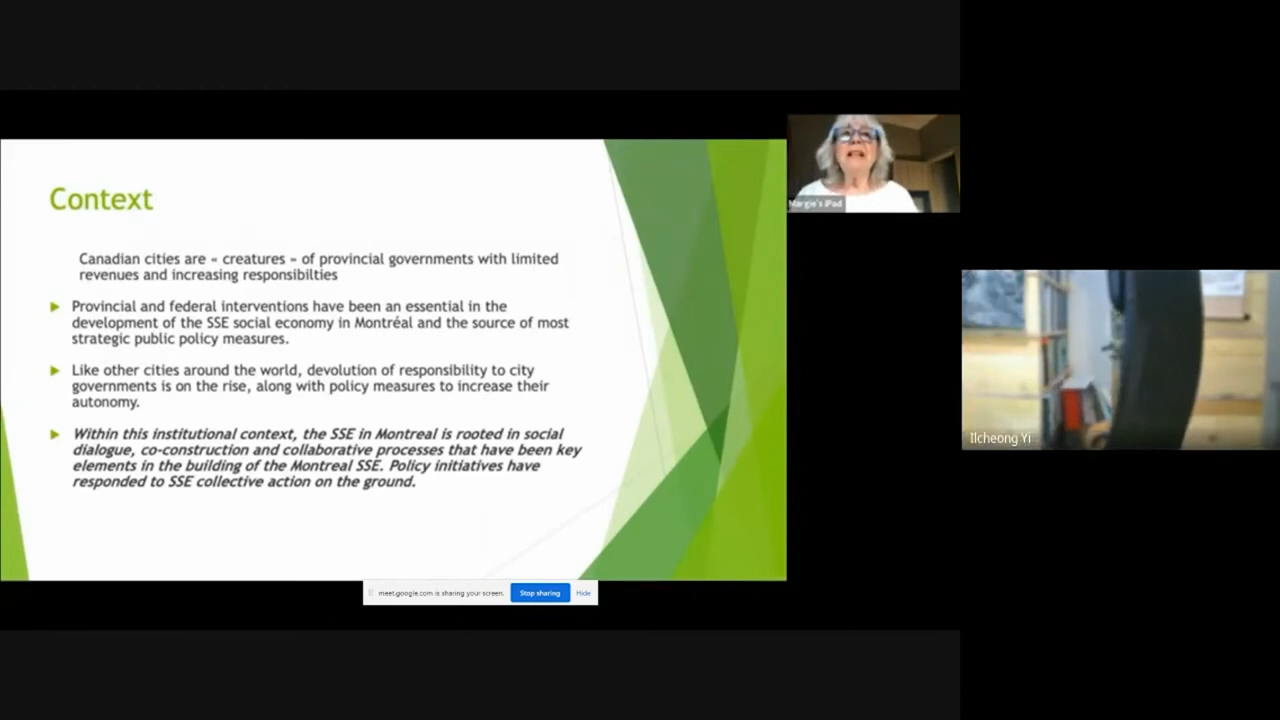 Context
Canadian cities are « creatures » of provincial governments with limited
revenues and increasing responsibilties
Provincial and federal interventions have been an essential in the
development of the SSE social economy in Montréal and the source of most
strategic public policy measures.
Like other cities around the world, devolution of responsibility to city
governments is on the rise, along with policy measures to increase their
autonomy.
Within this institutional context, the SSE in Montreal is rooted in social
dialogue, co-construction and collaborative processes that have been key
elements in the building of the Montreal SSE. Policy initiatives have
responded to SSE collective action on the ground.
Margie's iPad
Ilcheong Yi
meet.google.com is sharing your screen.
Stop sharing
Hide